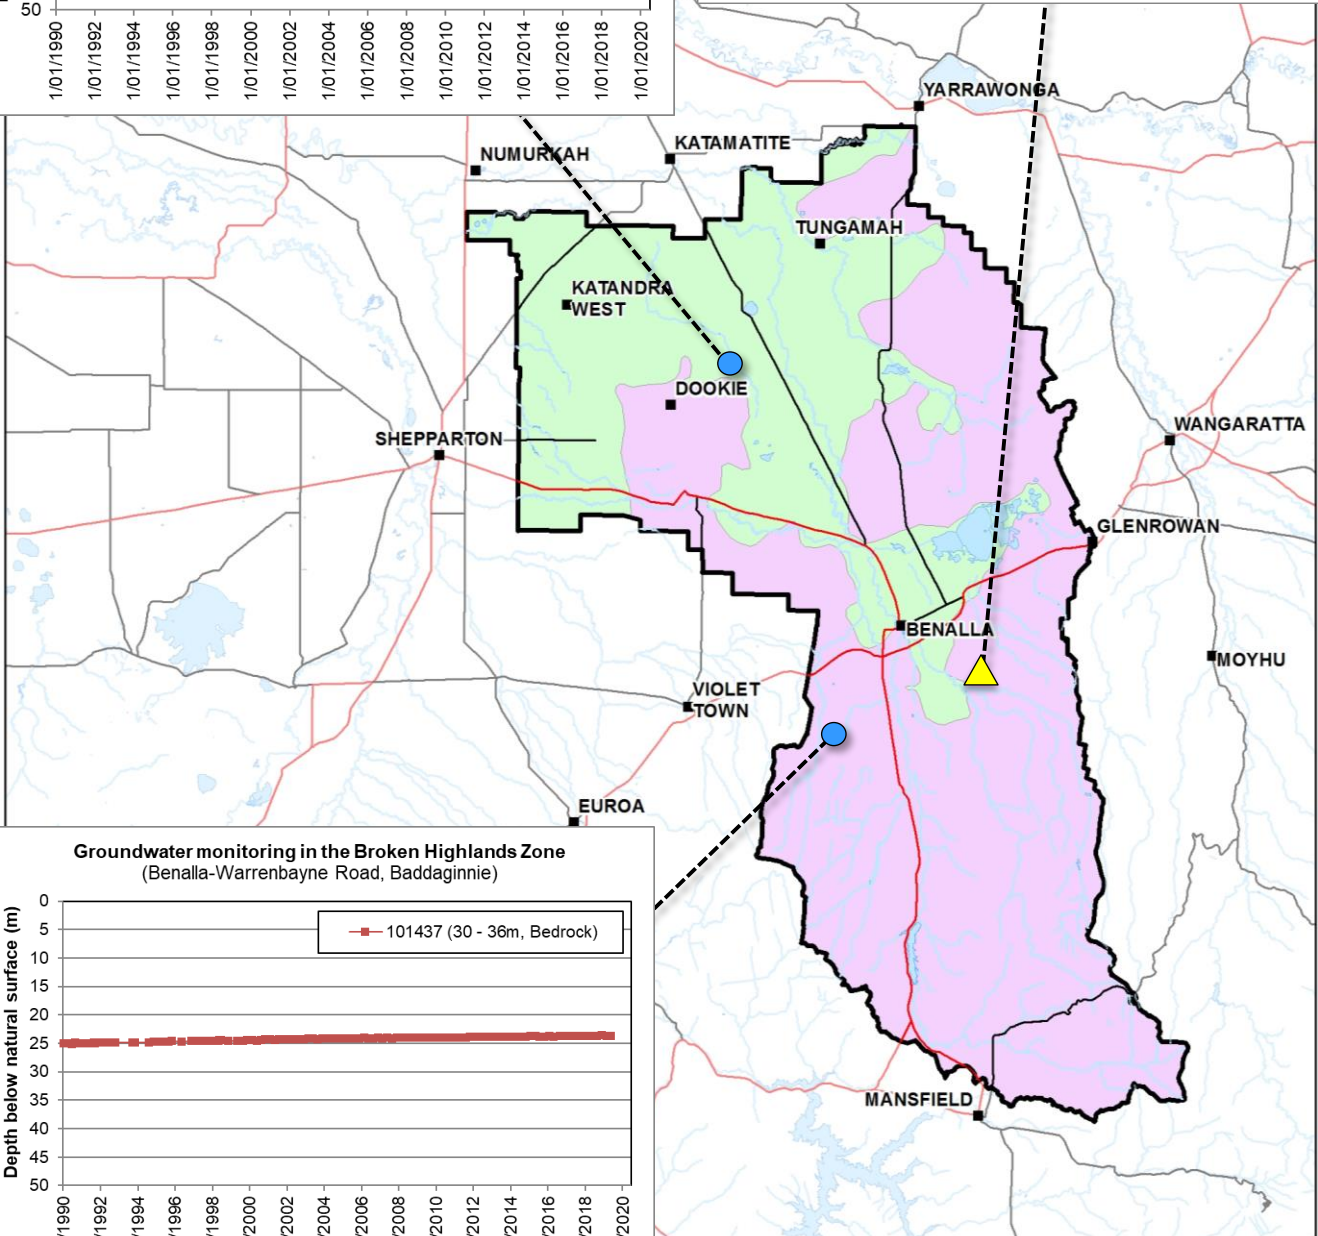 50
1/01/1990
1/01/1992
1/01/1994
1/01/1996
1/01/1998
1/01/2000
1/01/2002
1/01/2004
1/01/2006
1/01/2008
1/01/2010
1/01/2012
1/01/2014
1/01/2016
1/01/2018
1/01/2020
YARRAWONGA
KATAMATITE
NUMURKAH
TUNGAMAH
KATANDRA
WEST
DOOKIE
SHEPPARTON
WANGARATTA
GLENROWAN
BENALLA
MOYHU
VIOLET
TOWN
EUROA
MANSFIELD
Groundwater monitoring in the Broken Highlands Zone
(Benalla-Warrenbayne Road, Baddaginnie)
Depth below natural surface (m)
0
5
10
15
20
25
30
35
40
45
50
101437 (30 - 36m, Bedrock)
/1990
/1992
/1994
/1996
/1998
/2000
/2002
/2004
/2006
/2008
/2010
/2012
/2014
/2016
/2018
/2020